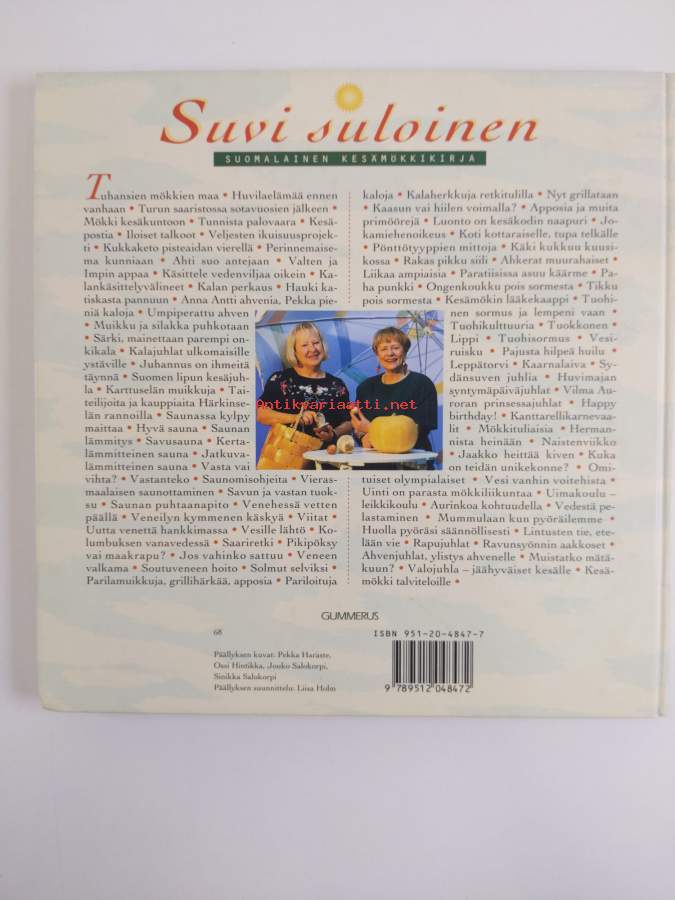 Suvi suloinen
SUOMALAINEN KESÄMÖKKIKIRJA
Tuhansien mökkien maa • Huvilaelämää ennen
vanhaan • Turun saaristossa sotavuosien jälkeen •
Mökki kesäkuntoon • Tunnista palovaara • Kesä-
postia • Iloiset talkoot • Veljesten ikuisuusprojek-
ti • Kukkaketo pisteaidan vierellä • Perinnemaise-
ma kunniaan • Ahti suo antejaan • Valten ja
Impin appaa • Käsittele vedenviljaa oikein • Ka-
lankäsittelyvälineet • Kalan perkaus • Hauki ka-
tiskasta pannuun • Anna Antti ahvenia, Pekka pie-
niä kaloja • Umpiperattu ahven
• Muikku ja silakka puhkotaan
• Särki, mainettaan parempi on-
kikala • Kalajuhlat ulkomaisille
ystäville • Juhannus on ihmeitä
täynnä • Suomen lipun kesäjuh-
la • Karttuselän muikkuja • Tai-
teilijoita ja kauppiaita Härkinse-
län rannoilla • Saunassa kylpy
maittaa • Hyvä sauna • Saunan
lämmitys • Savusauna • Kerta-
lämmitteinen sauna • Jatkuva-
lämmitteinen sauna • Vasta vai
vihta? • Vastanteko • Saunomisohjeita • Vieras-
maalaisen saunottaminen • Savun ja vastan tuok-
su • Saunan puhtaanapito • Venehessä vetten
päällä • Veneilyn kymmenen käskyä • Viitat •
Uutta venettä hankkimassa • Vesille lähtö • Ko-
lumbuksen vanavedessä • Saariretki • Pikipöksy
vai maakrapu? • Jos vahinko sattuu • Veneen
valkama • Soutuveneen hoito • Solmut selviksi •
Parilamuikkuja, grillihärkää, apposia • Pariloituja
kaloja • Kalaherkkuja retkitulilla • Nyt grillataan
• Kaasun vai hiilen voimalla? • Apposia ja muita
primöörejä • Luonto on kesäkodin naapuri • Jo-
kamiehenoikeus • Koti kottaraiselle, tupa telkälle
• Pönttötyyppien mittoja • Käki kukkuu kuusi-
kossa • Rakas pikku siili • Ahkerat muurahaiset •
Liikaa ampiaisia • Paratiisissa asuu käärme • Pa-
ha punkki • Ongenkoukku pois sormesta • Tikku
pois sormesta • Kesämökin lääkekaappi • Tuohi-
nen sormus ja lempeni vaan •
Tuohikulttuuria • Tuokkonen •
Lippi • Tuohisormus • Vesi-
ruisku • Pajusta hilpeä huilu •
Leppätorvi • Kaarnalaiva • Sy-
dänsuven juhlia • Huvimajan
syntymäpäiväjuhlat • Vilma Au-
roran prinsessajuhlat • Happy
birthday! • Kanttarellikarnevaa-
lit • Mökkituliaisia • Herman-
nista heinään • Naistenviikko
• Jaakko heittää kiven • Kuka
on teidän unikekonne? • Omi-
tuiset olympialaiset • Vesi vanhin voitehista •
Uinti on parasta mökkiliikuntaa • Uimakoulu –
leikkikoulu • Aurinkoa kohtuudella • Vedestä pe-
lastaminen • Mummulaan kun pyöräilemme •
Huolla pyöräsi säännöllisesti • Lintusten tie, ete-
lään vie • Rapujuhlat • Ravunsyönnin aakkoset •
Ahvenjuhlat, ylistys ahvenelle • Muistatko mätä-
kuun? • Valojuhla – jäähyväiset kesälle • Kesä-
mökki talviteloille •
Antikvariaatti.net
GUMMERUS
68
Päällyksen kuvat: Pekka Haraste,
Ossi Hintikka, Jouko Salokorpi,
Sinikka Salokorpi
Päällyksen suunnittelu: Liisa Holm
ISBN 951-20-4847-7
9 789512 048472